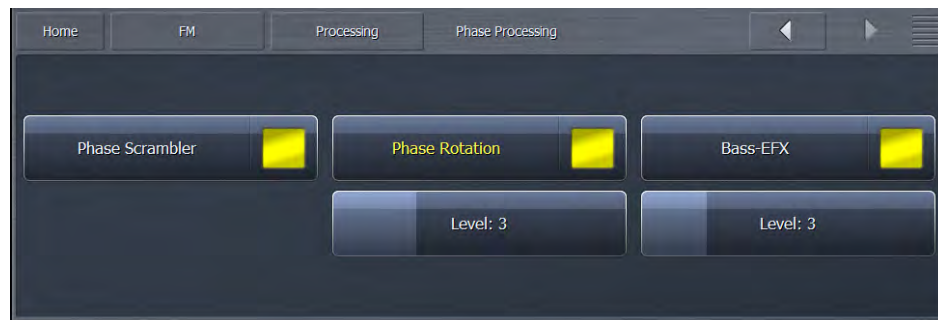 Home FM Processing Phase Processing
Phase Scrambler Phase Rotation Bass-EFX
Level: 3 Level: 3